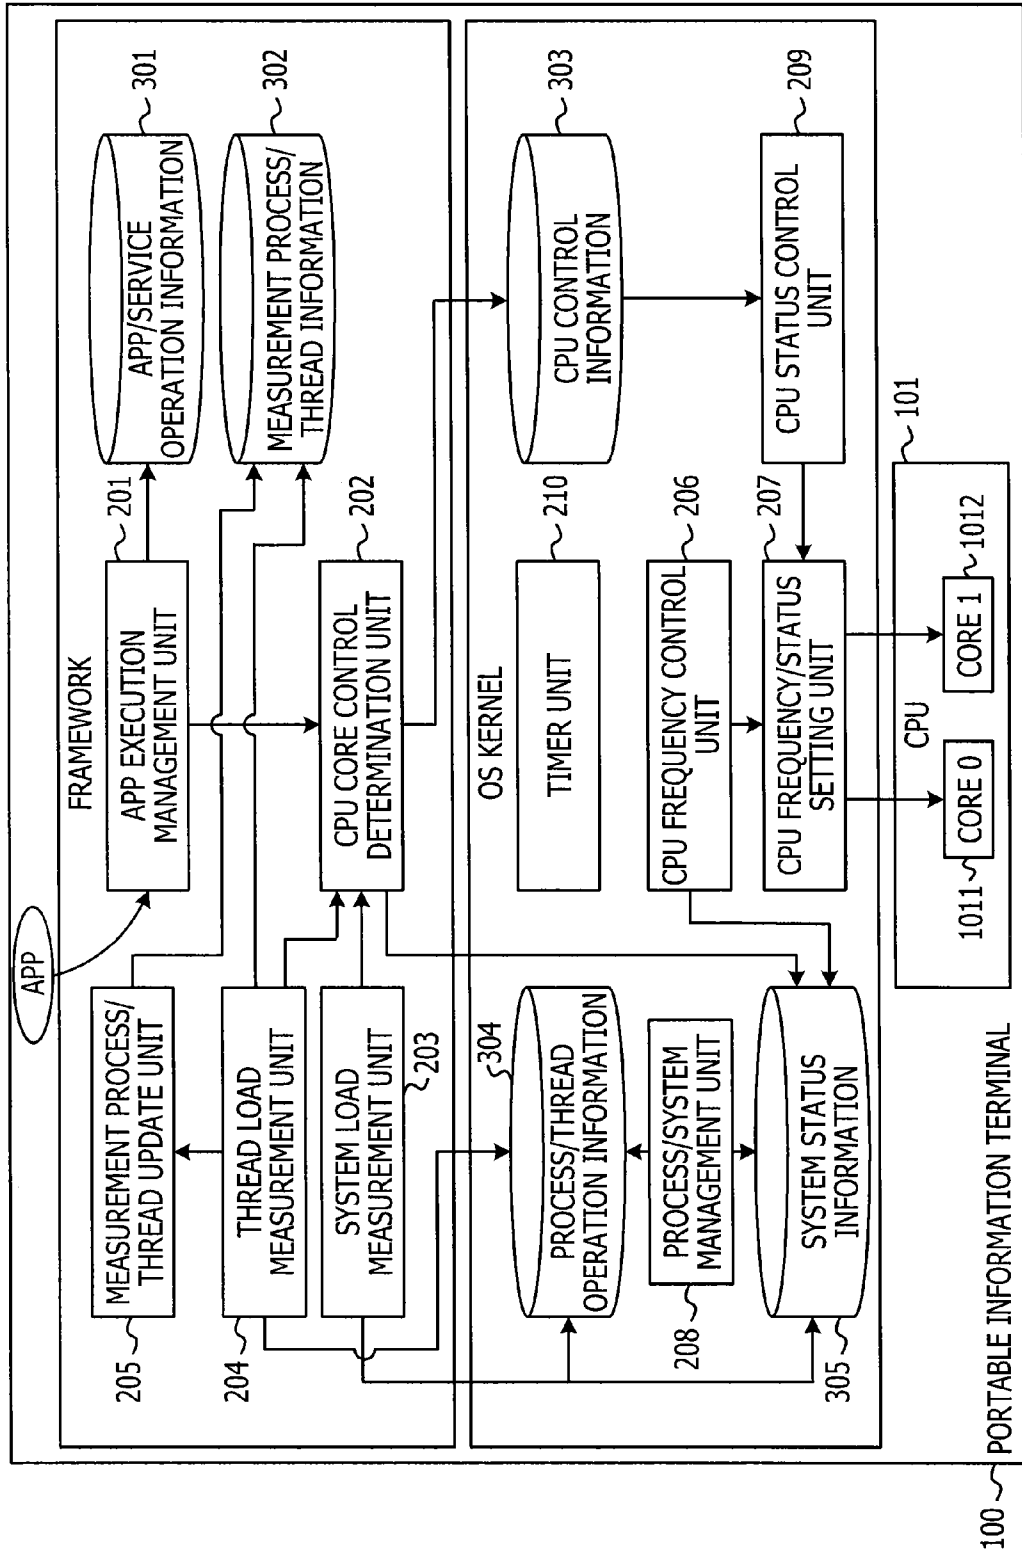 APP
FRAMEWORK
MEASUREMENT PROCESS/
THREAD UPDATE UNIT
205
APP EXECUTION
MANAGEMENT UNIT
201
APP/SERVICE
OPERATION INFORMATION
301
THREAD LOAD
MEASUREMENT UNIT
204
MEASUREMENT PROCESS/
THREAD INFORMATION
302
SYSTEM LOAD
MEASUREMENT UNIT
203
CPU CORE CONTROL
DETERMINATION UNIT
202
OS KERNEL
PROCESS/THREAD
OPERATION INFORMATION
304
TIMER UNIT
210
CPU CONTROL
INFORMATION
303
PROCESS/SYSTEM
MANAGEMENT UNIT
208
CPU FREQUENCY CONTROL
UNIT
206
SYSTEM STATUS
INFORMATION
305
CPU FREQUENCY/STATUS
SETTING UNIT
207
CPU STATUS CONTROL
UNIT
209
CPU
101
1011
CORE 0
CORE 1
1012
100
PORTABLE INFORMATION TERMINAL